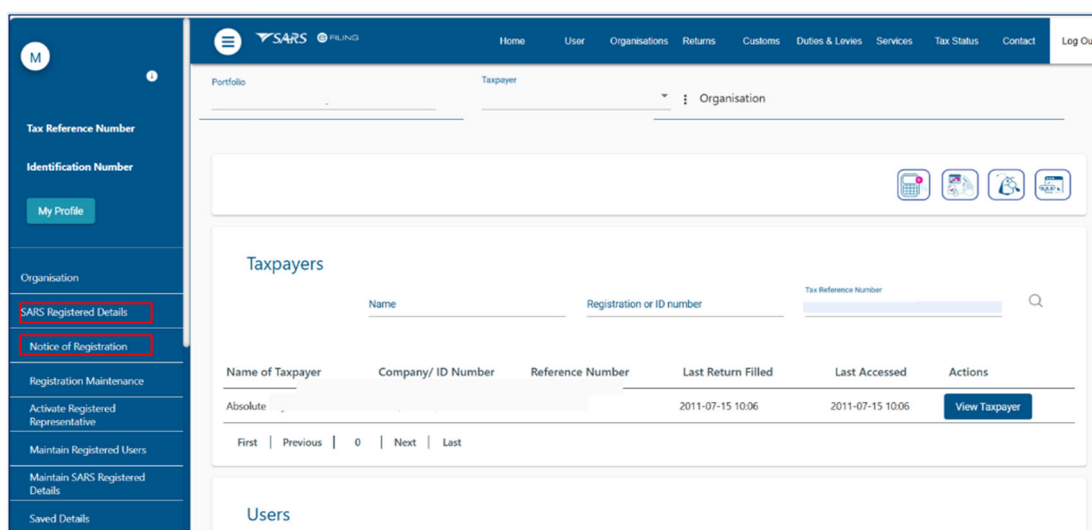 M
Tax Reference Number
Identification Number
My Profile
Organisation
SARS Registered Details
Notice of Registration
Registration Maintenance
Activate Registered
Representative
Maintain Registered Users
Maintain SARS Registered
Details
Saved Details
SARS eFILING Home User Organisations Returns Customs Duties & Levies Services Tax Status Contact Log Ou
Portfolio Taxpayer
Organisation
Taxpayers
Name Registration or ID number Tax Reference Number
Name of Taxpayer Company/ ID Number Reference Number Last Return Filled Last Accessed Actions
Absolute 2011-07-15 10:06 2011-07-15 10:06 View Taxpayer
First | Previous | 0 | Next | Last
Users